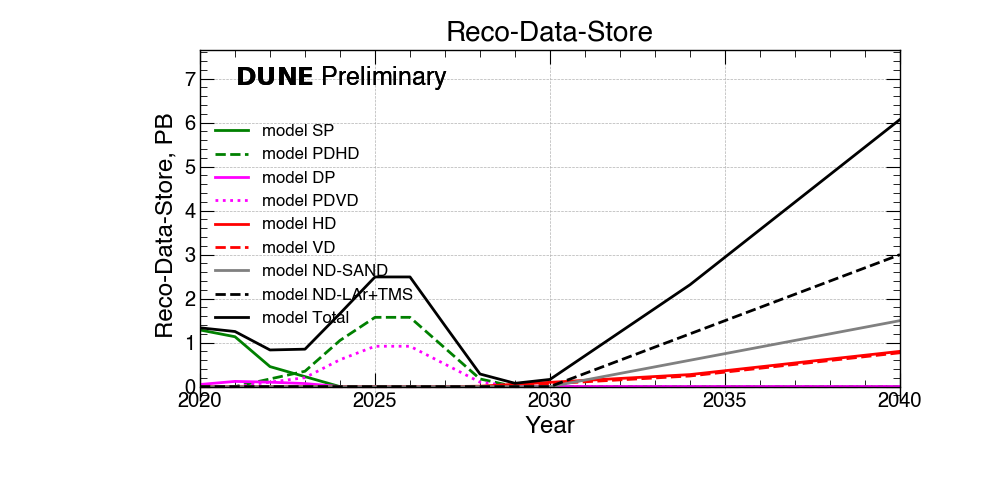 Reco-Data-Store
DUNE Preliminary
Reco-Data-Store, PB
7
6
5
4
3
2
1
0
model SP
model PDHD
model DP
model PDVD
model HD
model VD
model ND-SAND
model ND-LAr+TMS
model Total
2020 2025 2030 2035 2040
Year